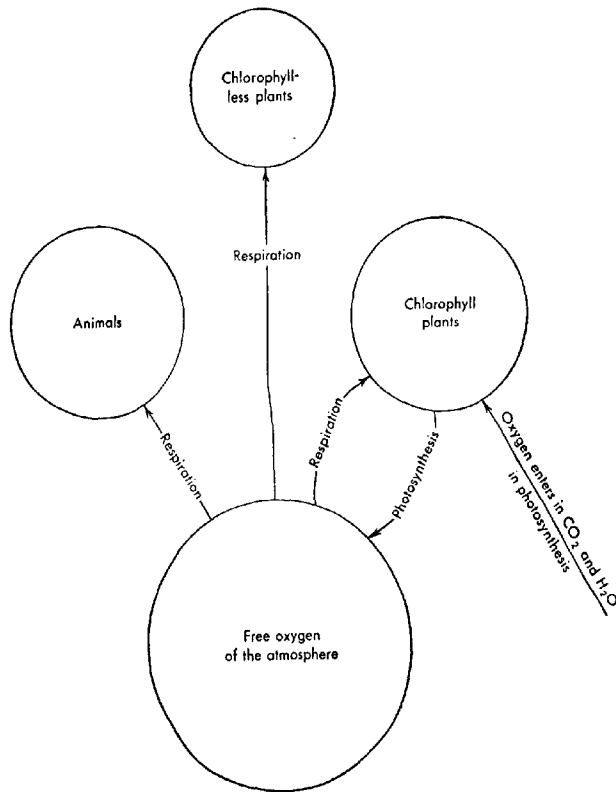 Chlorophyll-
less plants
Respiration
Animals
Chlorophyll
plants
Respiration
Respiration
Photosynthesis
Oxygen enters in CO₂ and H₂O
in photosynthesis
Free oxygen
of the atmosphere